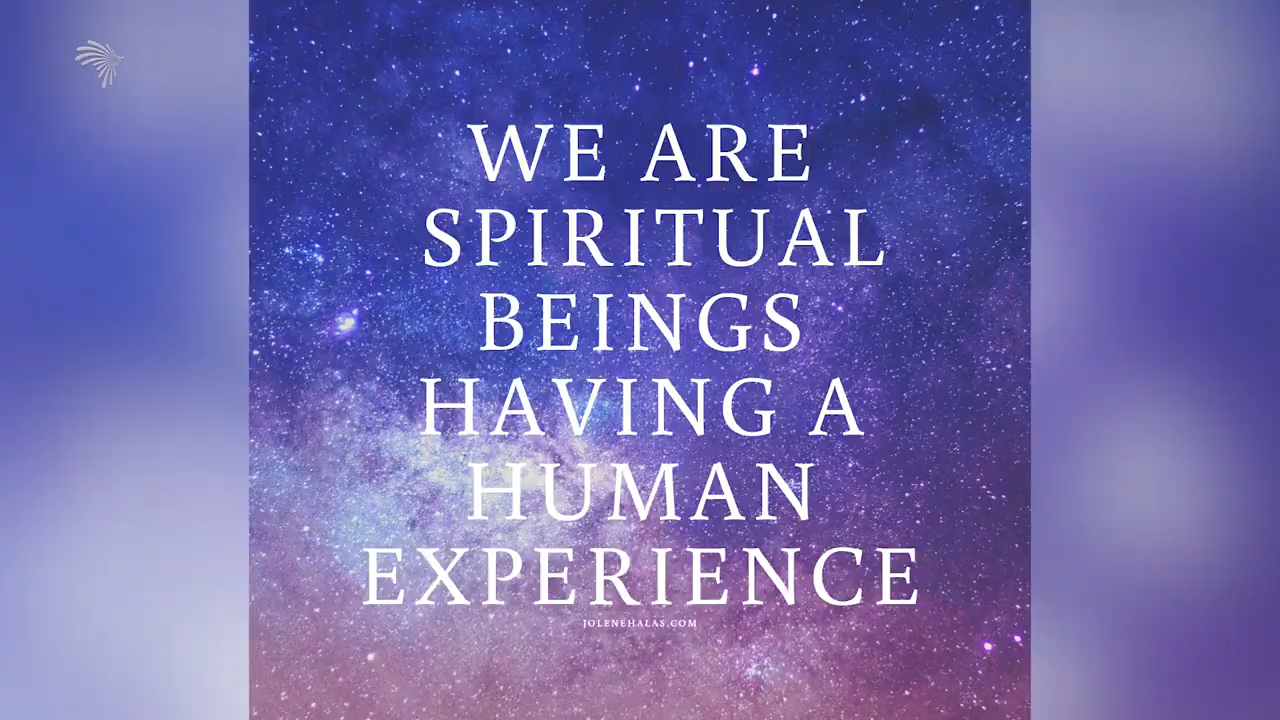 WE ARE
SPIRITUAL
BEINGS
HAVING A
HUMAN
EXPERIENCE
JOLENEHALAS.COM